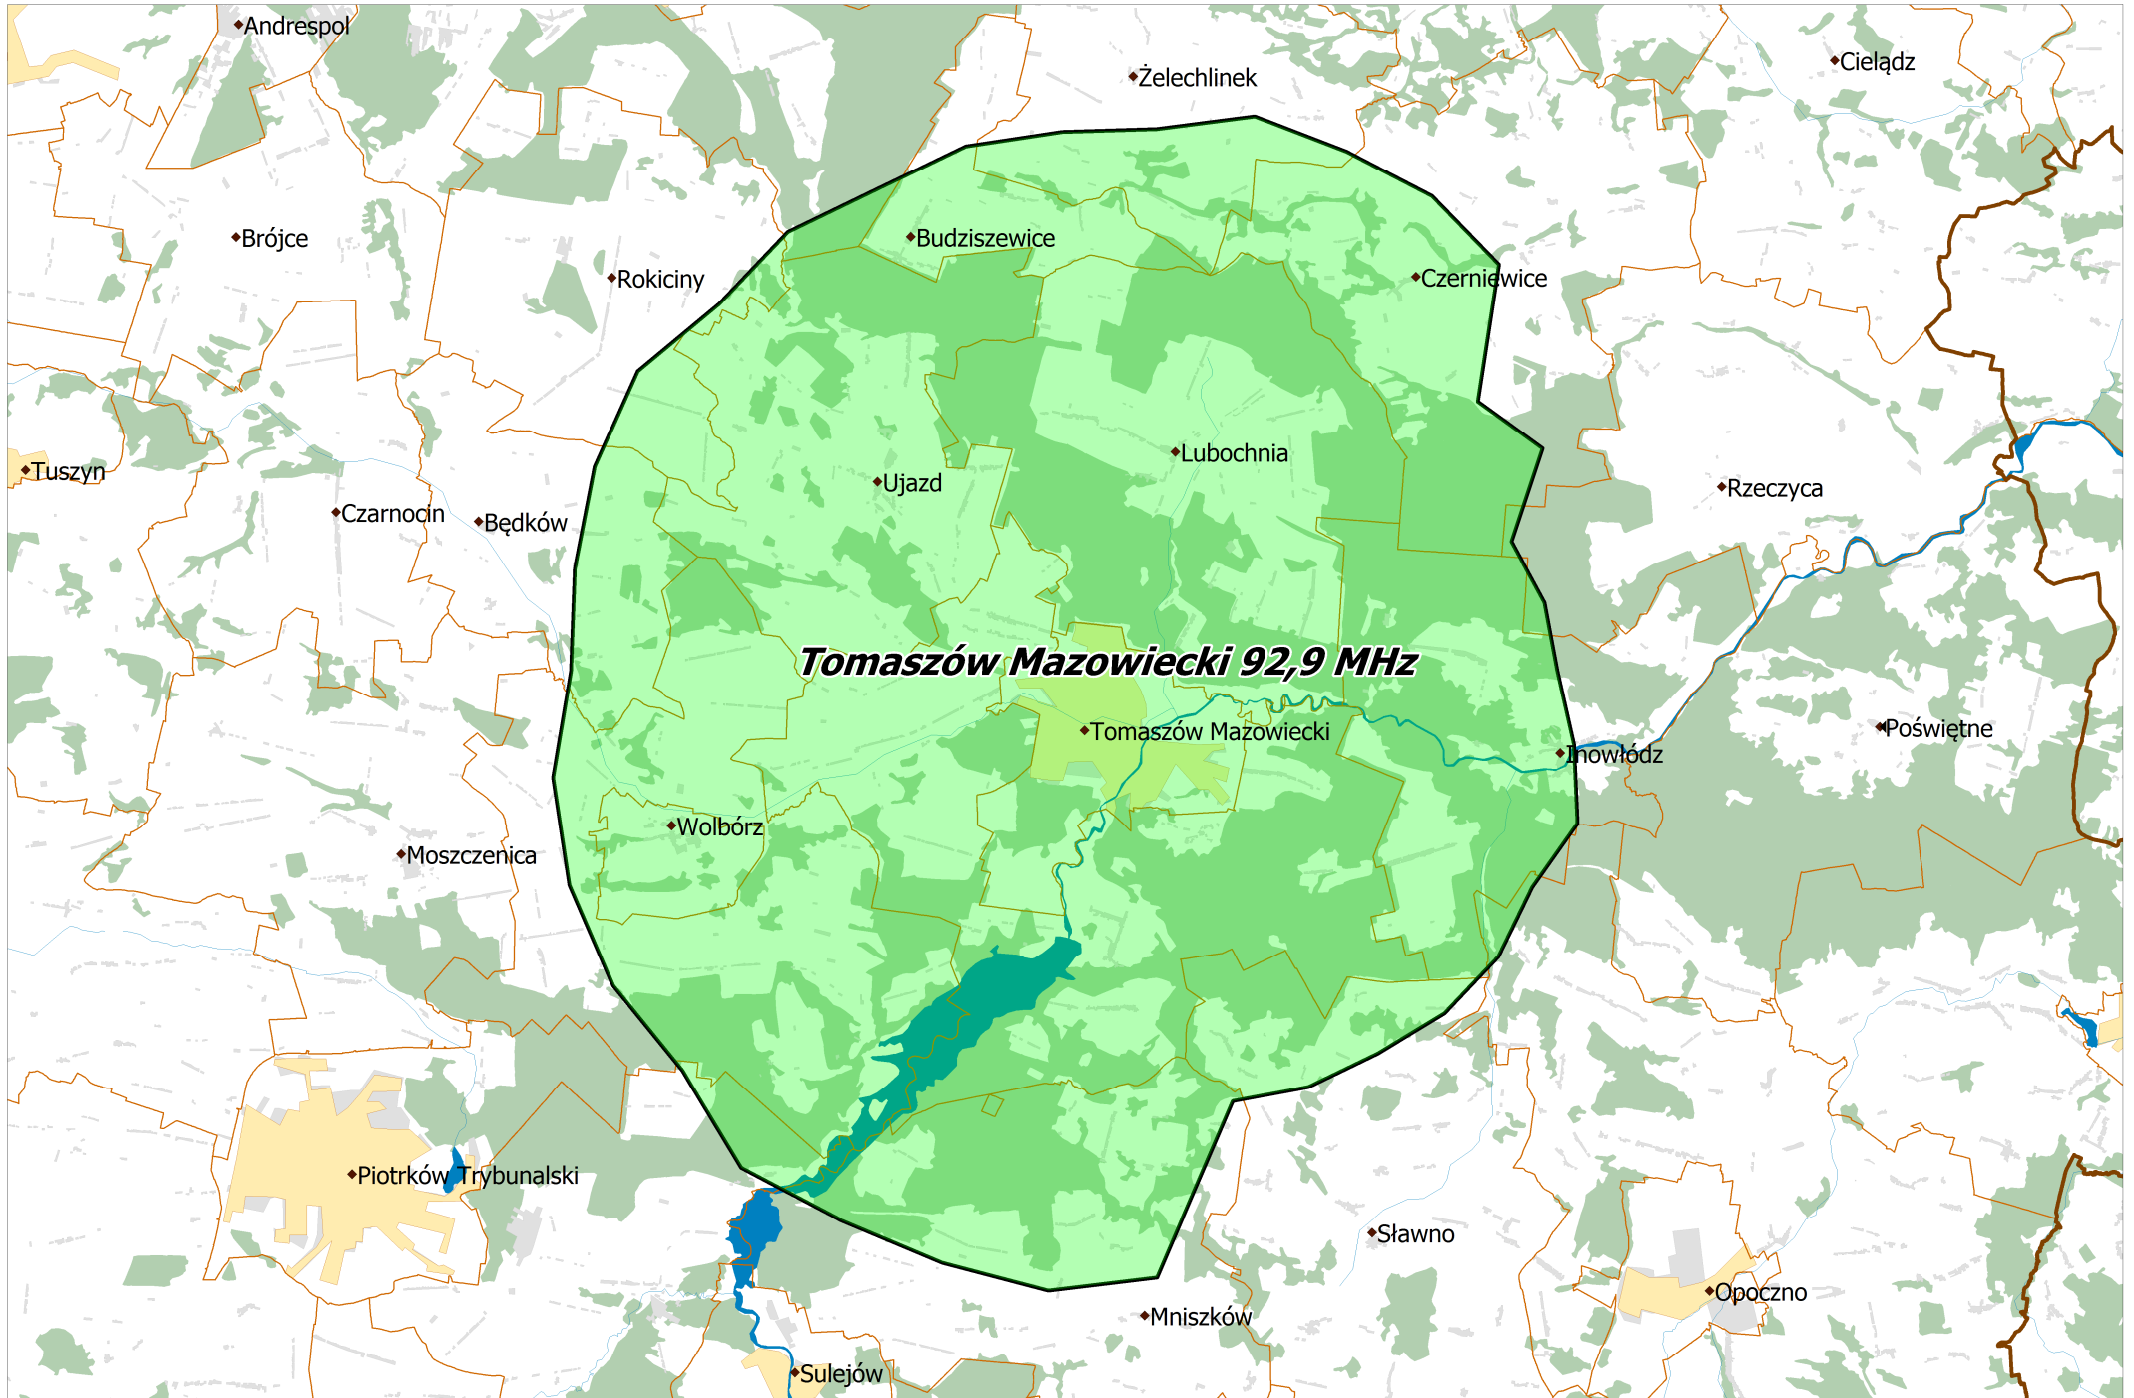 Andrespol
Cielądz
Żelechlinek
Brójce
Budziszewice
Rokiciny
Czerniewice
Lubochnia
Tuszyn
Ujazd
Rzeczyca
Czarnocin
Będków
Tomaszów Mazowiecki 92,9 MHz
Tomaszów Mazowiecki
Poświętne
Inowłódz
Wolbórz
Moszczenica
Piotrków Trybunalski
Sławno
Opoczno
Mniszków
Sulejów